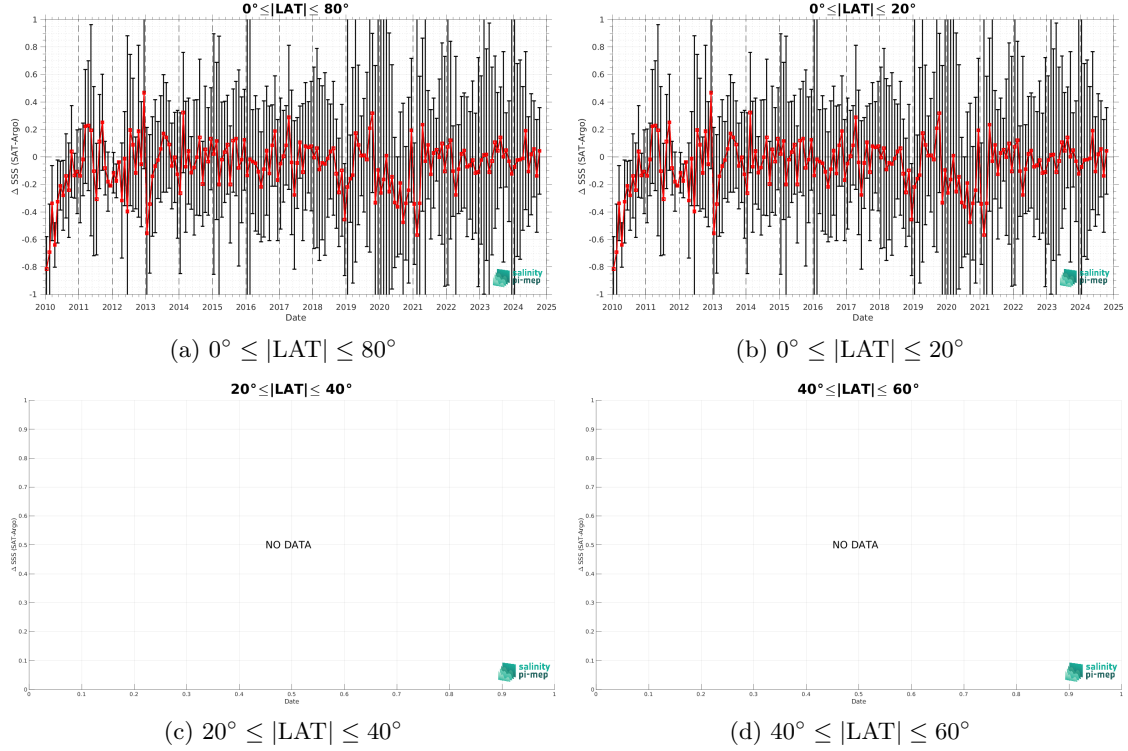 0°≤|LAT|≤ 80°
1
0.8
0.6
0.4
0.2
0
-0.2
-0.4
-0.6
-0.8
-1
Δ SSS (SAT-Argo)
2010 2011 2012 2013 2014 2015 2016 2017 2018 2019 2020 2021 2022 2023 2024 2025
Date
salinity
pi-mep
(a) 0° ≤ |LAT| ≤ 80°
0°≤|LAT|≤ 20°
1
0.8
0.6
0.4
0.2
0
-0.2
-0.4
-0.6
-0.8
-1
Δ SSS (SAT-Argo)
2010 2011 2012 2013 2014 2015 2016 2017 2018 2019 2020 2021 2022 2023 2024 2025
Date
salinity
pi-mep
(b) 0° ≤ |LAT| ≤ 20°
20°≤|LAT|≤ 40°
1
0.9
0.8
0.7
0.6
0.5
0.4
0.3
0.2
0.1
0
Δ SSS (SAT-Argo)
NO DATA
0 0.1 0.2 0.3 0.4 0.5 0.6 0.7 0.8 0.9 1
Date
salinity
pi-mep
(c) 20° ≤ |LAT| ≤ 40°
40°≤|LAT|≤ 60°
1
0.9
0.8
0.7
0.6
0.5
0.4
0.3
0.2
0.1
0
Δ SSS (SAT-Argo)
NO DATA
0 0.1 0.2 0.3 0.4 0.5 0.6 0.7 0.8 0.9 1
Date
salinity
pi-mep
(d) 40° ≤ |LAT| ≤ 60°